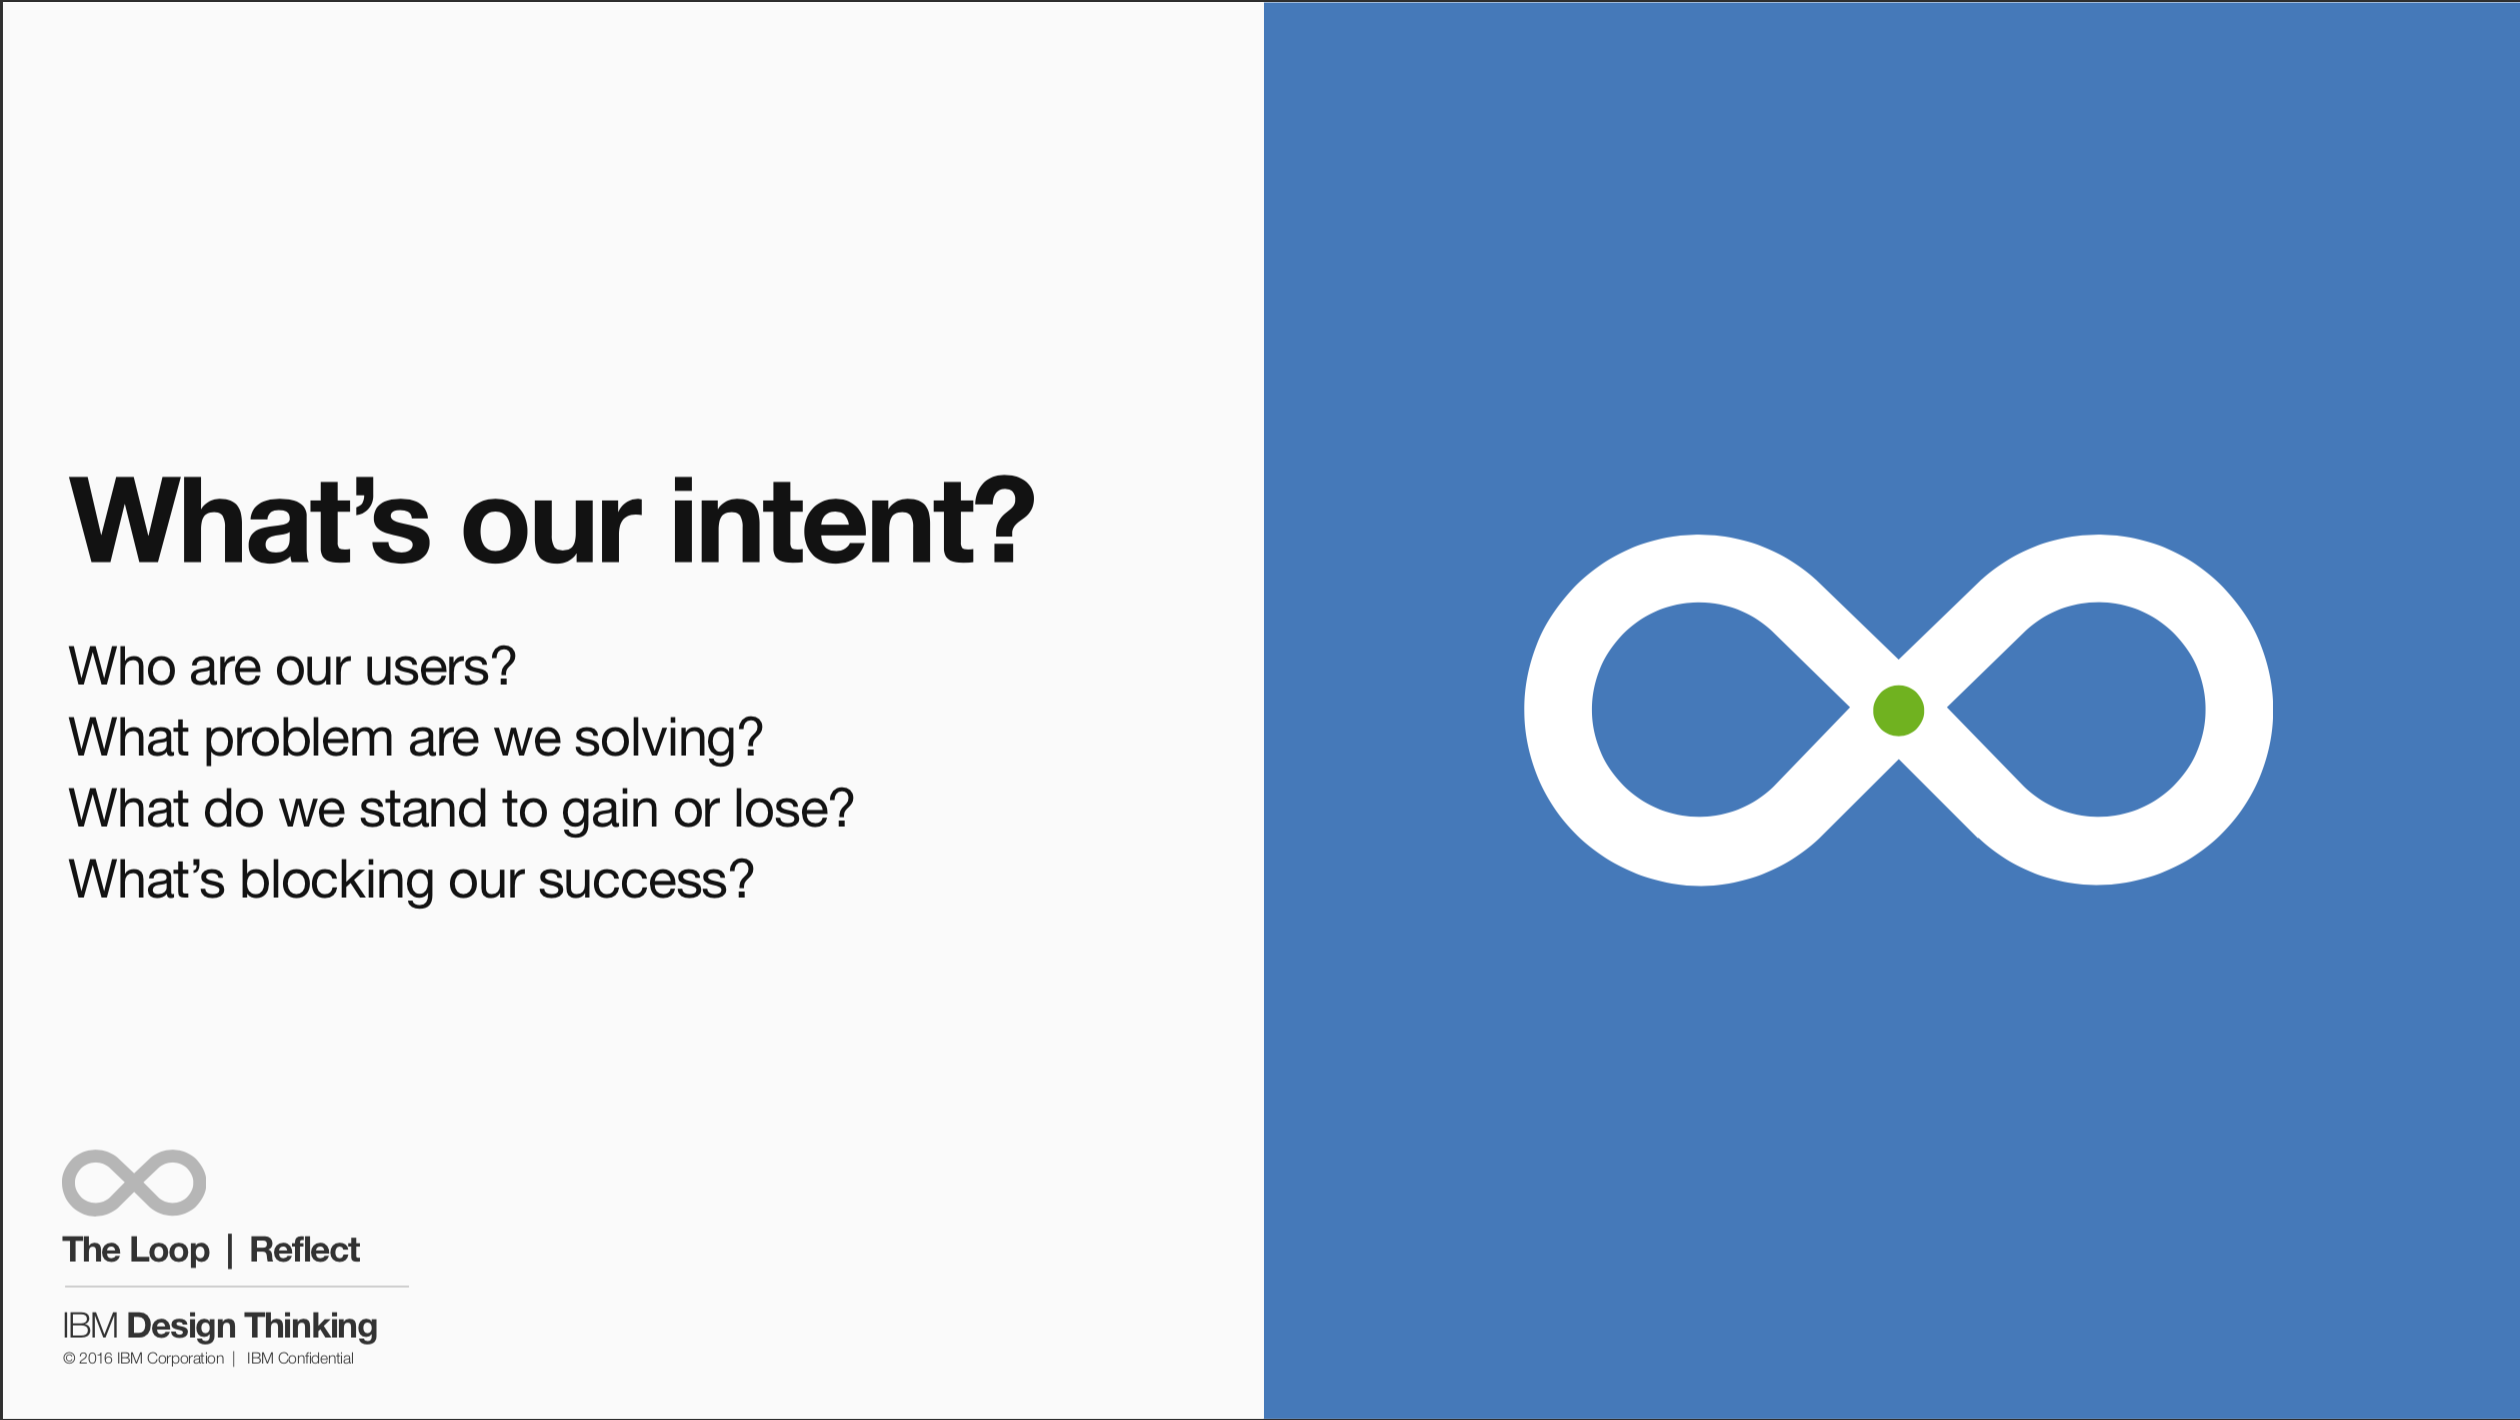 What’s our intent?
Who are our users?
What problem are we solving?
What do we stand to gain or lose?
What’s blocking our success?
The Loop | Reflect
IBM Design Thinking
© 2016 IBM Corporation | IBM Confidential